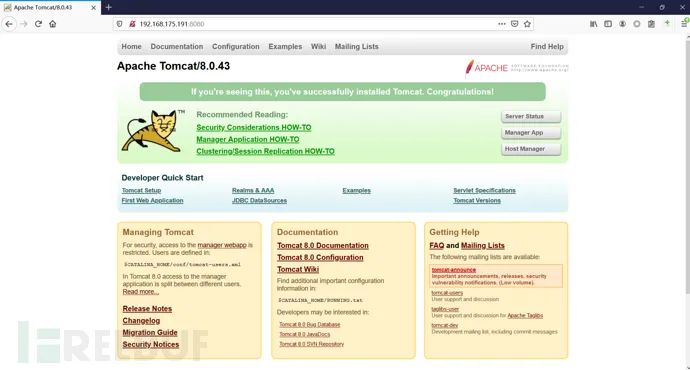 Apache Tomcat/8.0.43
192.168.175.191:8080
Home Documentation Configuration Examples Wiki Mailing Lists Find Help
Apache Tomcat/8.0.43
APACHE SOFTWARE FOUNDATION
http://www.apache.org/
If you're seeing this, you've successfully installed Tomcat. Congratulations!
TM
Recommended Reading:
Security Considerations HOW-TO
Manager Application HOW-TO
Clustering/Session Replication HOW-TO
Server Status
Manager App
Host Manager
Developer Quick Start
Tomcat Setup
First Web Application
Realms & AAA
JDBC DataSources
Examples
Servlet Specifications
Tomcat Versions
Managing Tomcat
For security, access to the manager webapp is
restricted. Users are defined in:
$CATALINA_HOME/conf/tomcat-users.xml
In Tomcat 8.0 access to the manager
application is split between different users.
Read more...
Release Notes
Changelog
Migration Guide
Security Notices
Documentation
Tomcat 8.0 Documentation
Tomcat 8.0 Configuration
Tomcat Wiki
Find additional important configuration
information in:
$CATALINA_HOME/RUNNING.txt
Developers may be interested in:
Tomcat 8.0 Bug Database
Tomcat 8.0 JavaDocs
Tomcat 8.0 SVN Repository
Getting Help
FAQ and Mailing Lists
The following mailing lists are available:
tomcat-announce
Important announcements, releases, security
vulnerability notifications. (Low volume).
tomcat-users
User support and discussion
taglibs-user
User support and discussion for Apache Taglibs
tomcat-dev
Development mailing list, including commit messages
FREEBUF